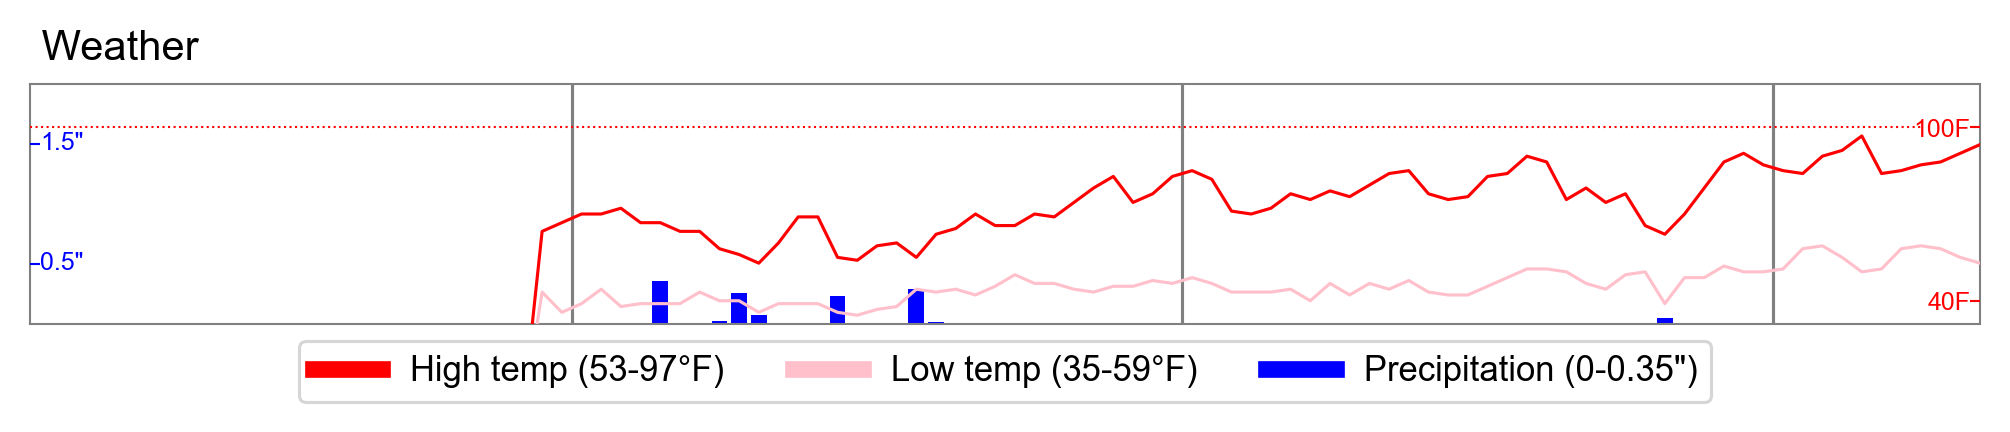 Weather
1.5"
100F
0.5"
40F
High temp (53-97°F) Low temp (35-59°F) Precipitation (0-0.35")